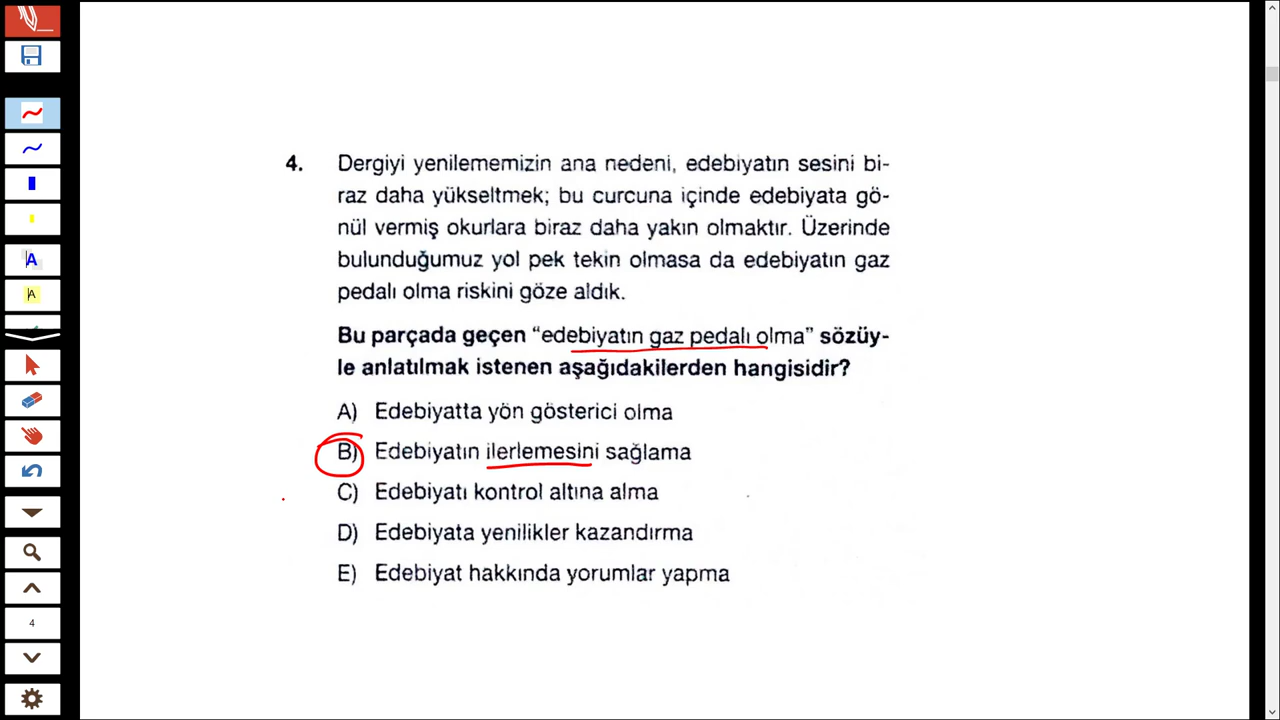 4. Dergiyi yenilememizin ana nedeni, edebiyatın sesini bi-
raz daha yükseltmek; bu curcuna içinde edebiyata gö-
nül vermiş okurlara biraz daha yakın olmaktır. Üzerinde
bulunduğumuz yol pek tekin olmasa da edebiyatın gaz
pedalı olma riskini göze aldık.
Bu parçada geçen “edebiyatın gaz pedalı olma” sözüy-
le anlatılmak istenen aşağıdakilerden hangisidir?
A) Edebiyatta yön gösterici olma
B) Edebiyatın ilerlemesini sağlama
C) Edebiyatı kontrol altına alma
D) Edebiyata yenilikler kazandırma
E) Edebiyat hakkında yorumlar yapma
A
A
4